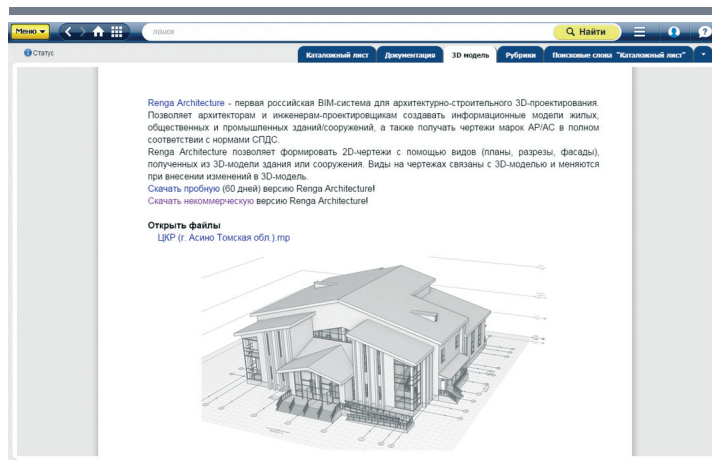 Меню
поиск
Найти
Статус
Каталожный лист
Документация
3D модель
Рубрики
Поисковые слова "Каталожный лист"
Renga Architecture - первая российская BIM-система для архитектурно-строительного 3D-проектирования.
Позволяет архитекторам и инженерам-проектировщикам создавать информационные модели жилых,
общественных и промышленных зданий/сооружений, а также получать чертежи марок АР/АС в полном
соответствии с нормами СПДС.
Renga Architecture позволяет формировать 2D-чертежи с помощью видов (планы, разрезы, фасады),
полученных из 3D-модели здания или сооружения. Виды на чертежах связаны с 3D-моделью и меняются
при внесении изменений в 3D-модель.
Скачать пробную (60 дней) версию Renga Architecture!
Скачать некоммерческую версию Renga Architecture!
Открыть файлы
ЦКР (г. Асино Томская обл.).rnp